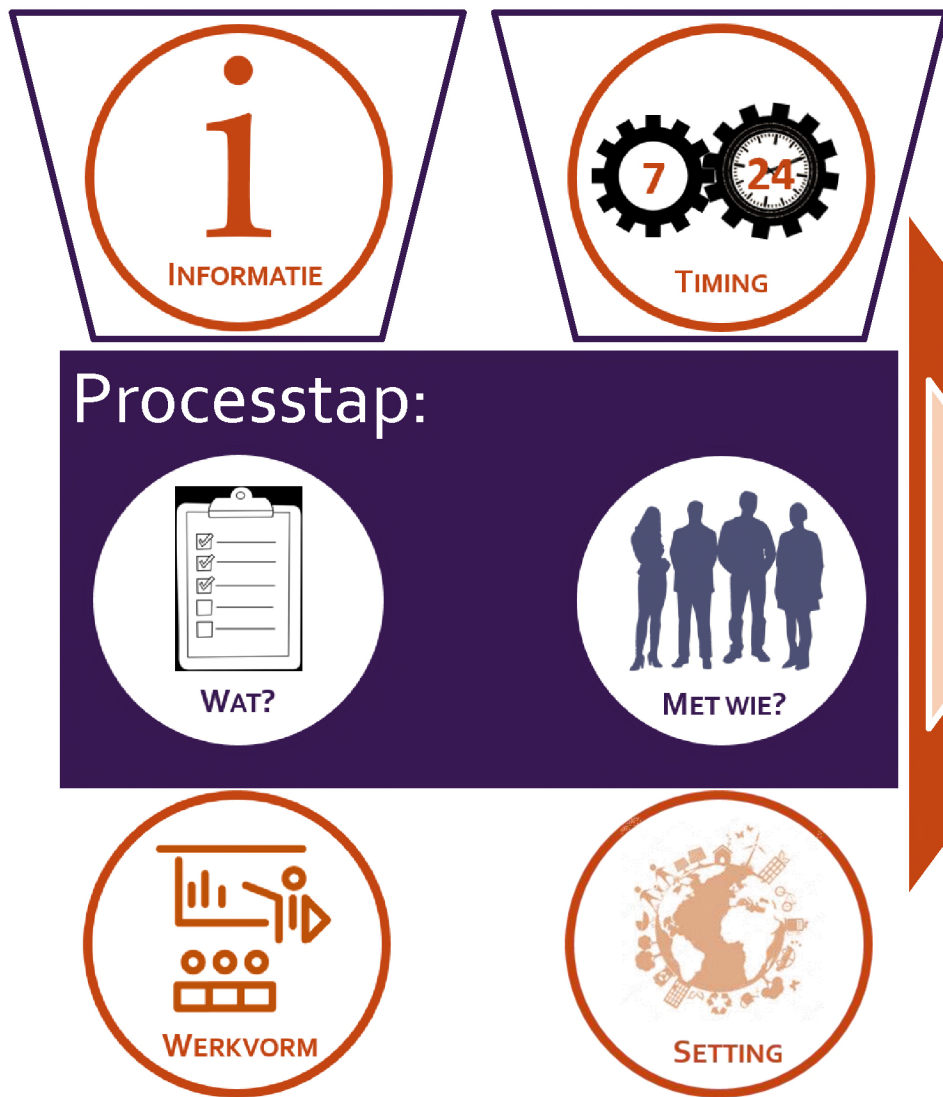 i
INFORMATIE
7
24
TIMING
Processtap:
WAT?
MET WIE?
WERKVORM
SETTING